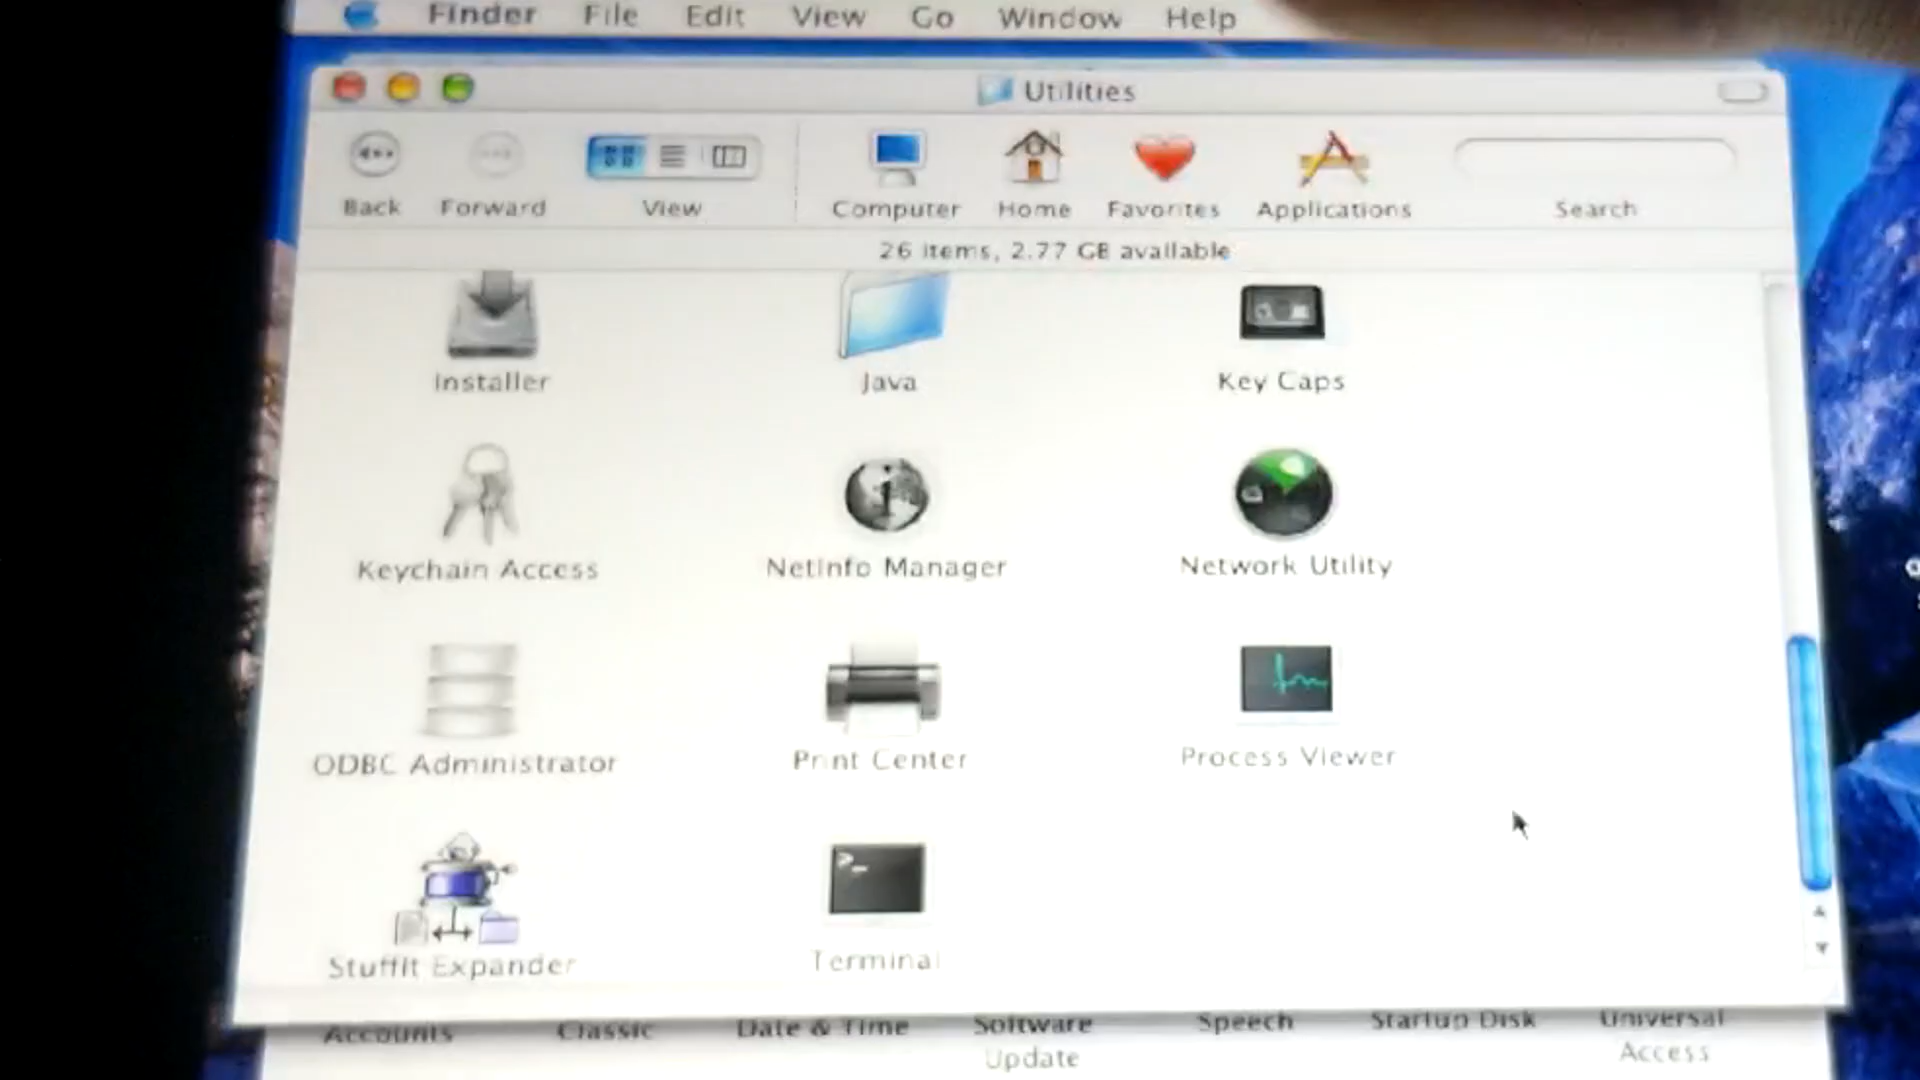 Finder File Edit View Go Window Help
Utilities
Back Forward View Computer Home Favorites Applications Search
26 items, 2.77 GB available
Installer Java Key Caps
Keychain Access NetInfo Manager Network Utility
ODBC Administrator Print Center Process Viewer
StuffIt Expander Terminal
Accounts Classic Date & Time Software Speech Startup Disk Universal
Update Access